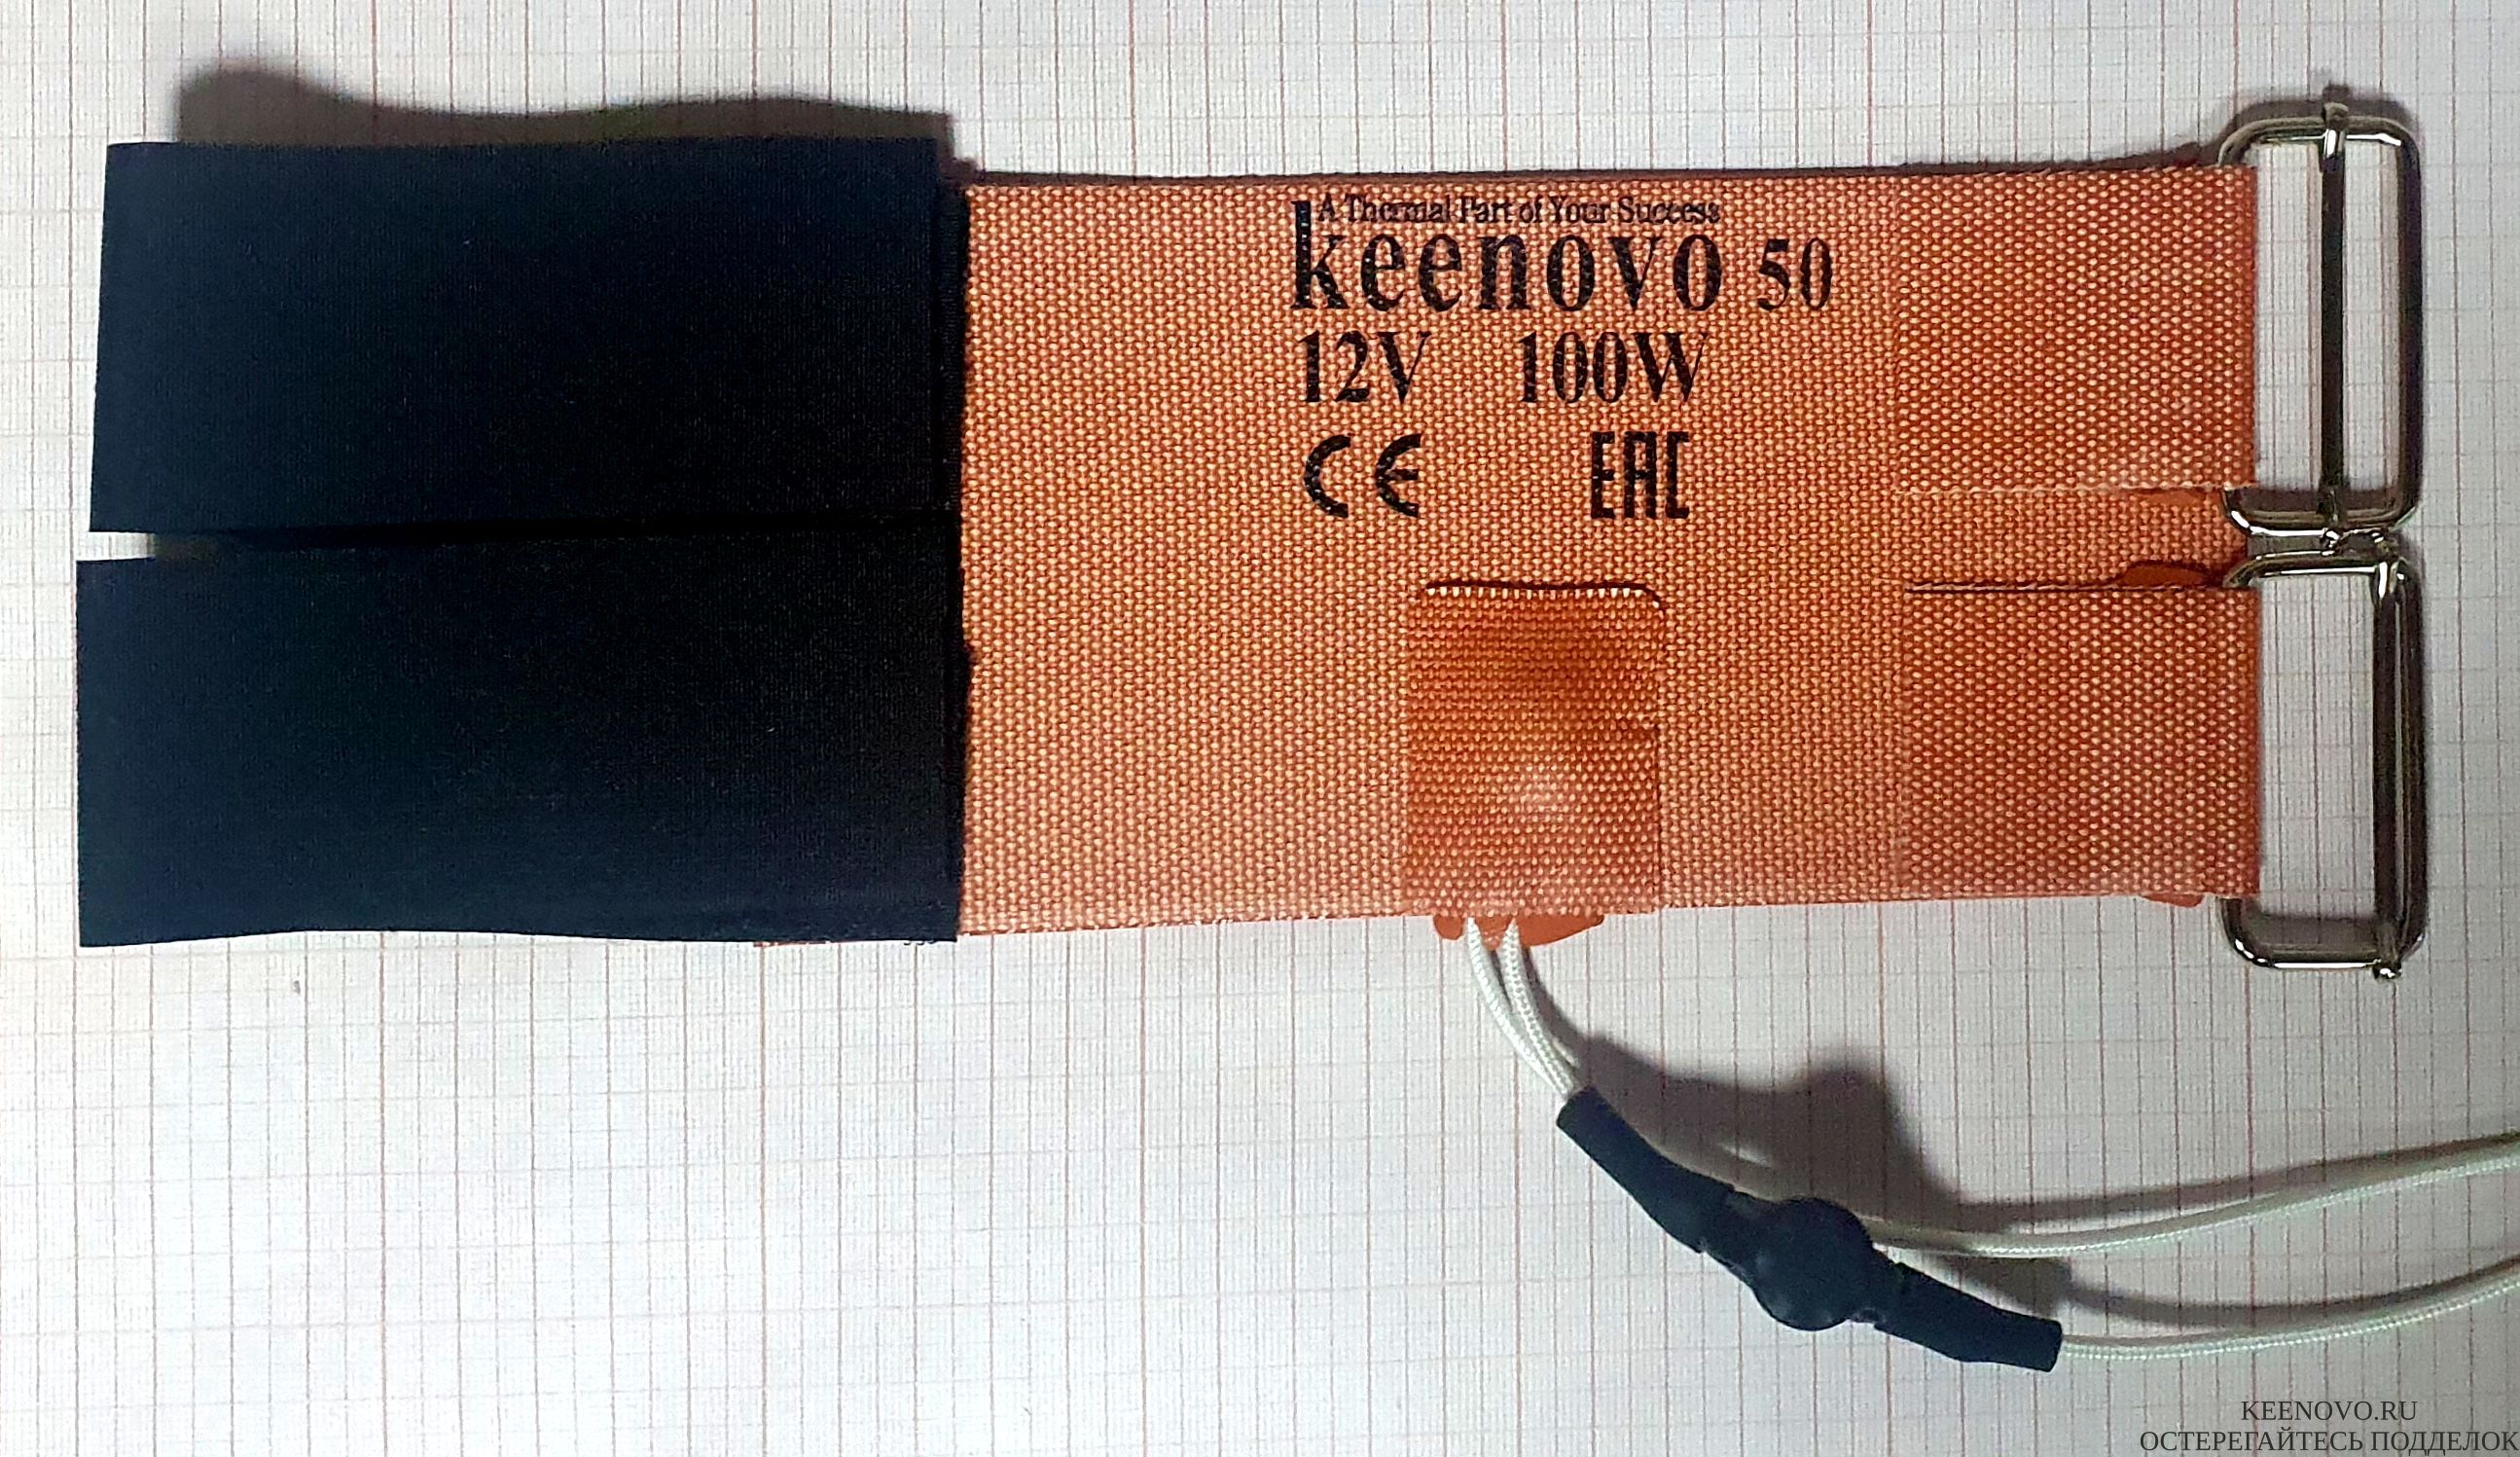 A Thermal Part of Your Success
keenovo 50
12V 100W
CE EAC
KEENOVO.RU
ОСТЕРЕГАЙТЕСЬ ПОДДЕЛОК